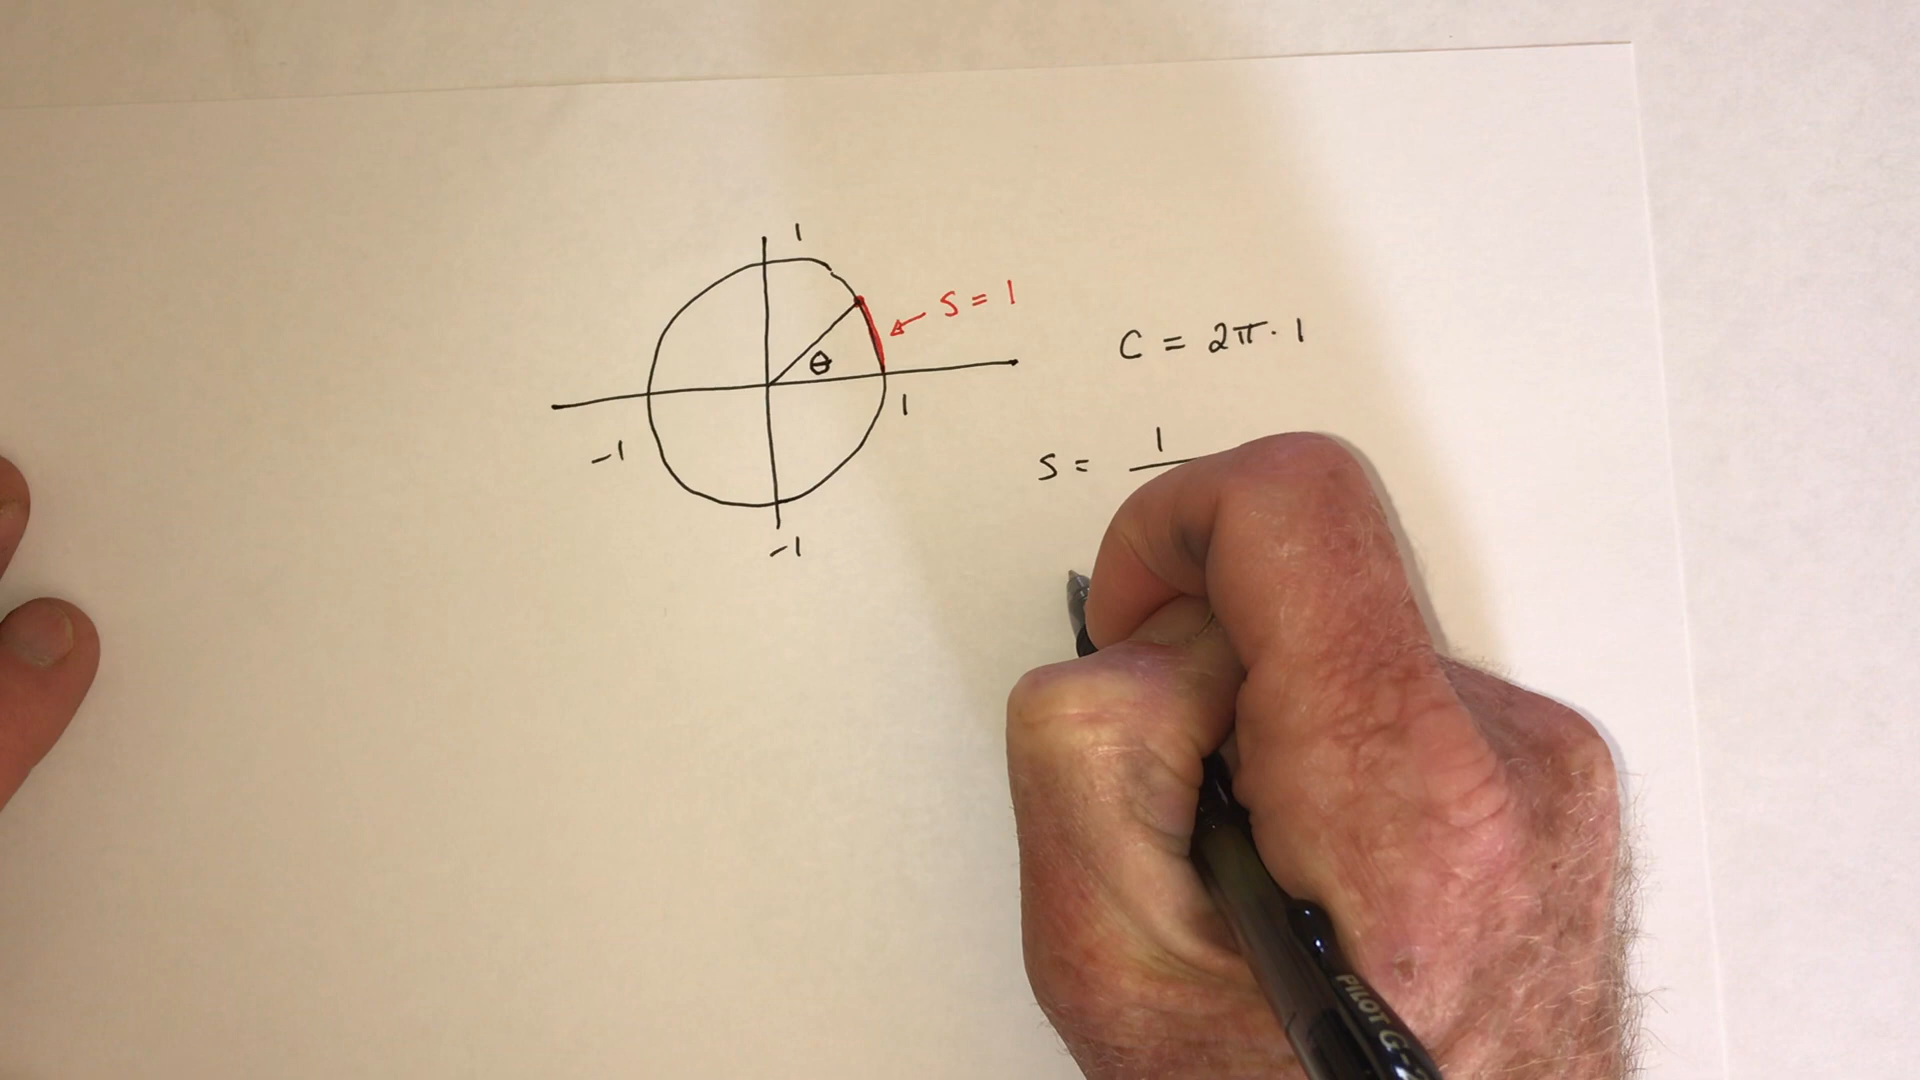 1
S = 1
θ
C = 2π · 1
1
-1
S = 1
-1
PILOT G-2